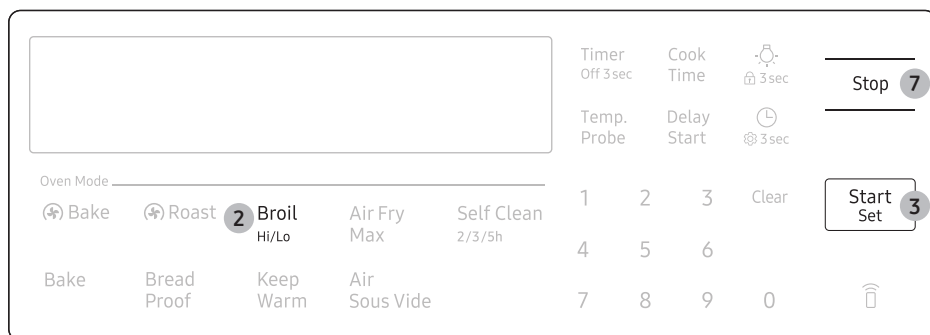 Timer Cook
Off 3 sec Time 3 sec
Stop 7
Temp. Delay
Probe Start 3 sec
Oven Mode
Bake Roast 2 Broil Air Fry Self Clean
Hi/Lo Max 2/3/5h
1 2 3 Clear Start 3
Set
4 5 6
Bake Bread Keep Air
Proof Warm Sous Vide
7 8 9 0